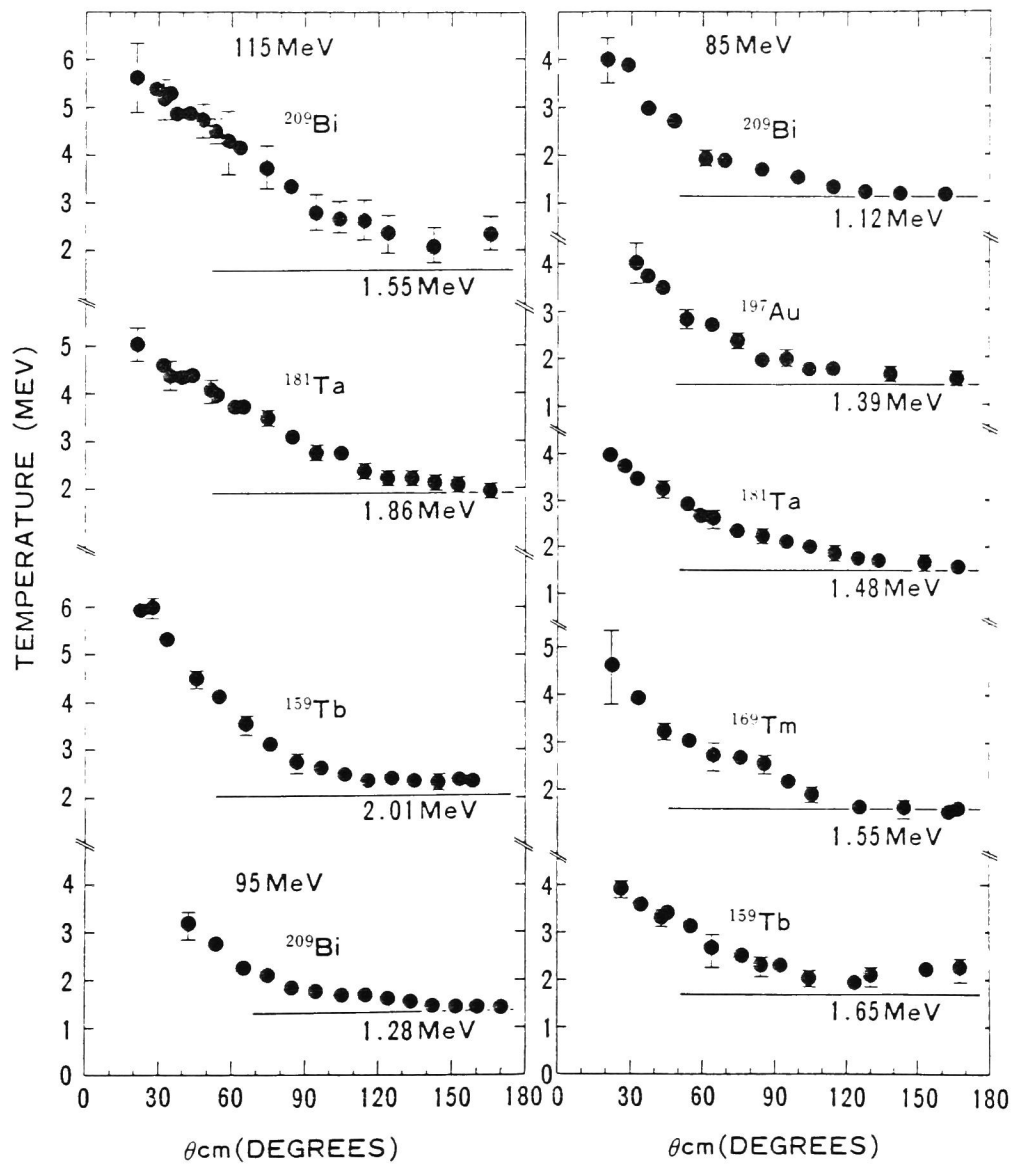 TEMPERATURE (MEV)
115 MeV
²⁰⁹Bi
6
5
4
3
2
1.55 MeV
¹⁸¹Ta
5
4
3
2
1.86 MeV
¹⁵⁹Tb
6
5
4
3
2
2.01 MeV
95 MeV
²⁰⁹Bi
4
3
2
1
0
1.28 MeV
0 30 60 90 120 150 180
θcm (DEGREES)
85 MeV
²⁰⁹Bi
4
3
2
1
1.12 MeV
¹⁹⁷Au
4
3
2
1
1.39 MeV
¹⁸¹Ta
4
3
2
1
1.48 MeV
¹⁶⁹Tm
5
4
3
2
1
1.55 MeV
¹⁵⁹Tb
4
3
2
1
0
1.65 MeV
30 60 90 120 150 180
θcm (DEGREES)